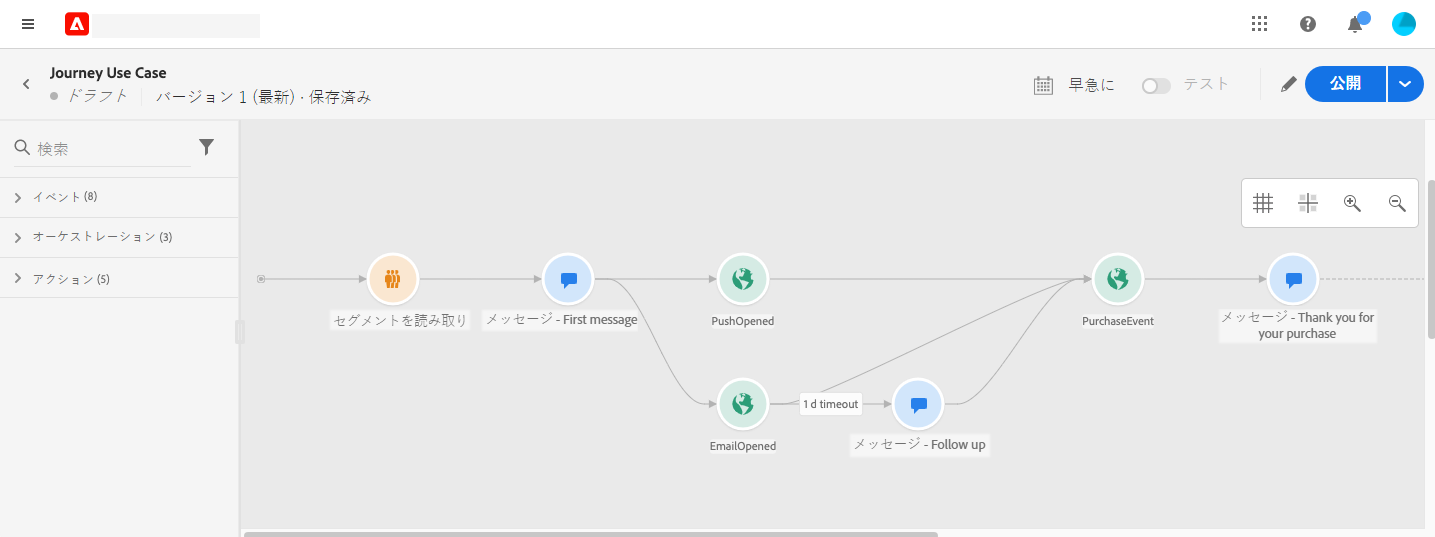 Journey Use Case
ドラフト
バージョン 1 (最新) · 保存済み
早急に
テスト
公開
検索
イベント (8)
オーケストレーション (3)
アクション (5)
セグメントを読み取り
メッセージ - First message
PushOpened
PurchaseEvent
メッセージ - Thank you for
your purchase
1 d timeout
EmailOpened
メッセージ - Follow up